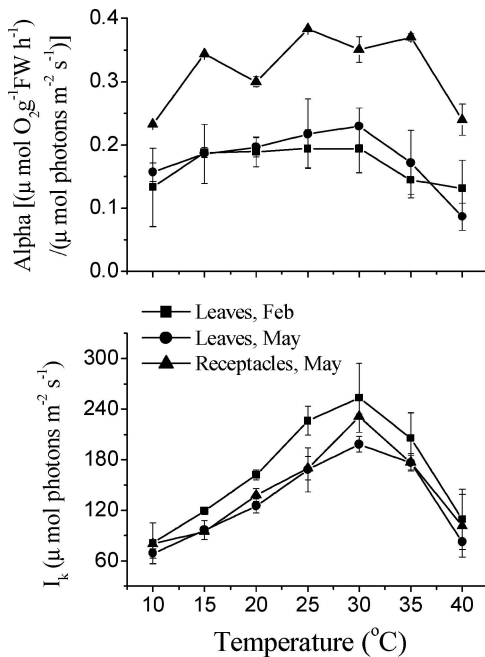 Alpha [(μ mol O₂g⁻¹FW h⁻¹)
/(μ mol photons m⁻² s⁻¹)]
0.4
0.3
0.2
0.1
0.0
Leaves, Feb
Leaves, May
Receptacles, May
Iₖ (μ mol photons m⁻² s⁻¹)
300
240
180
120
60
10 15 20 25 30 35 40
Temperature (°C)